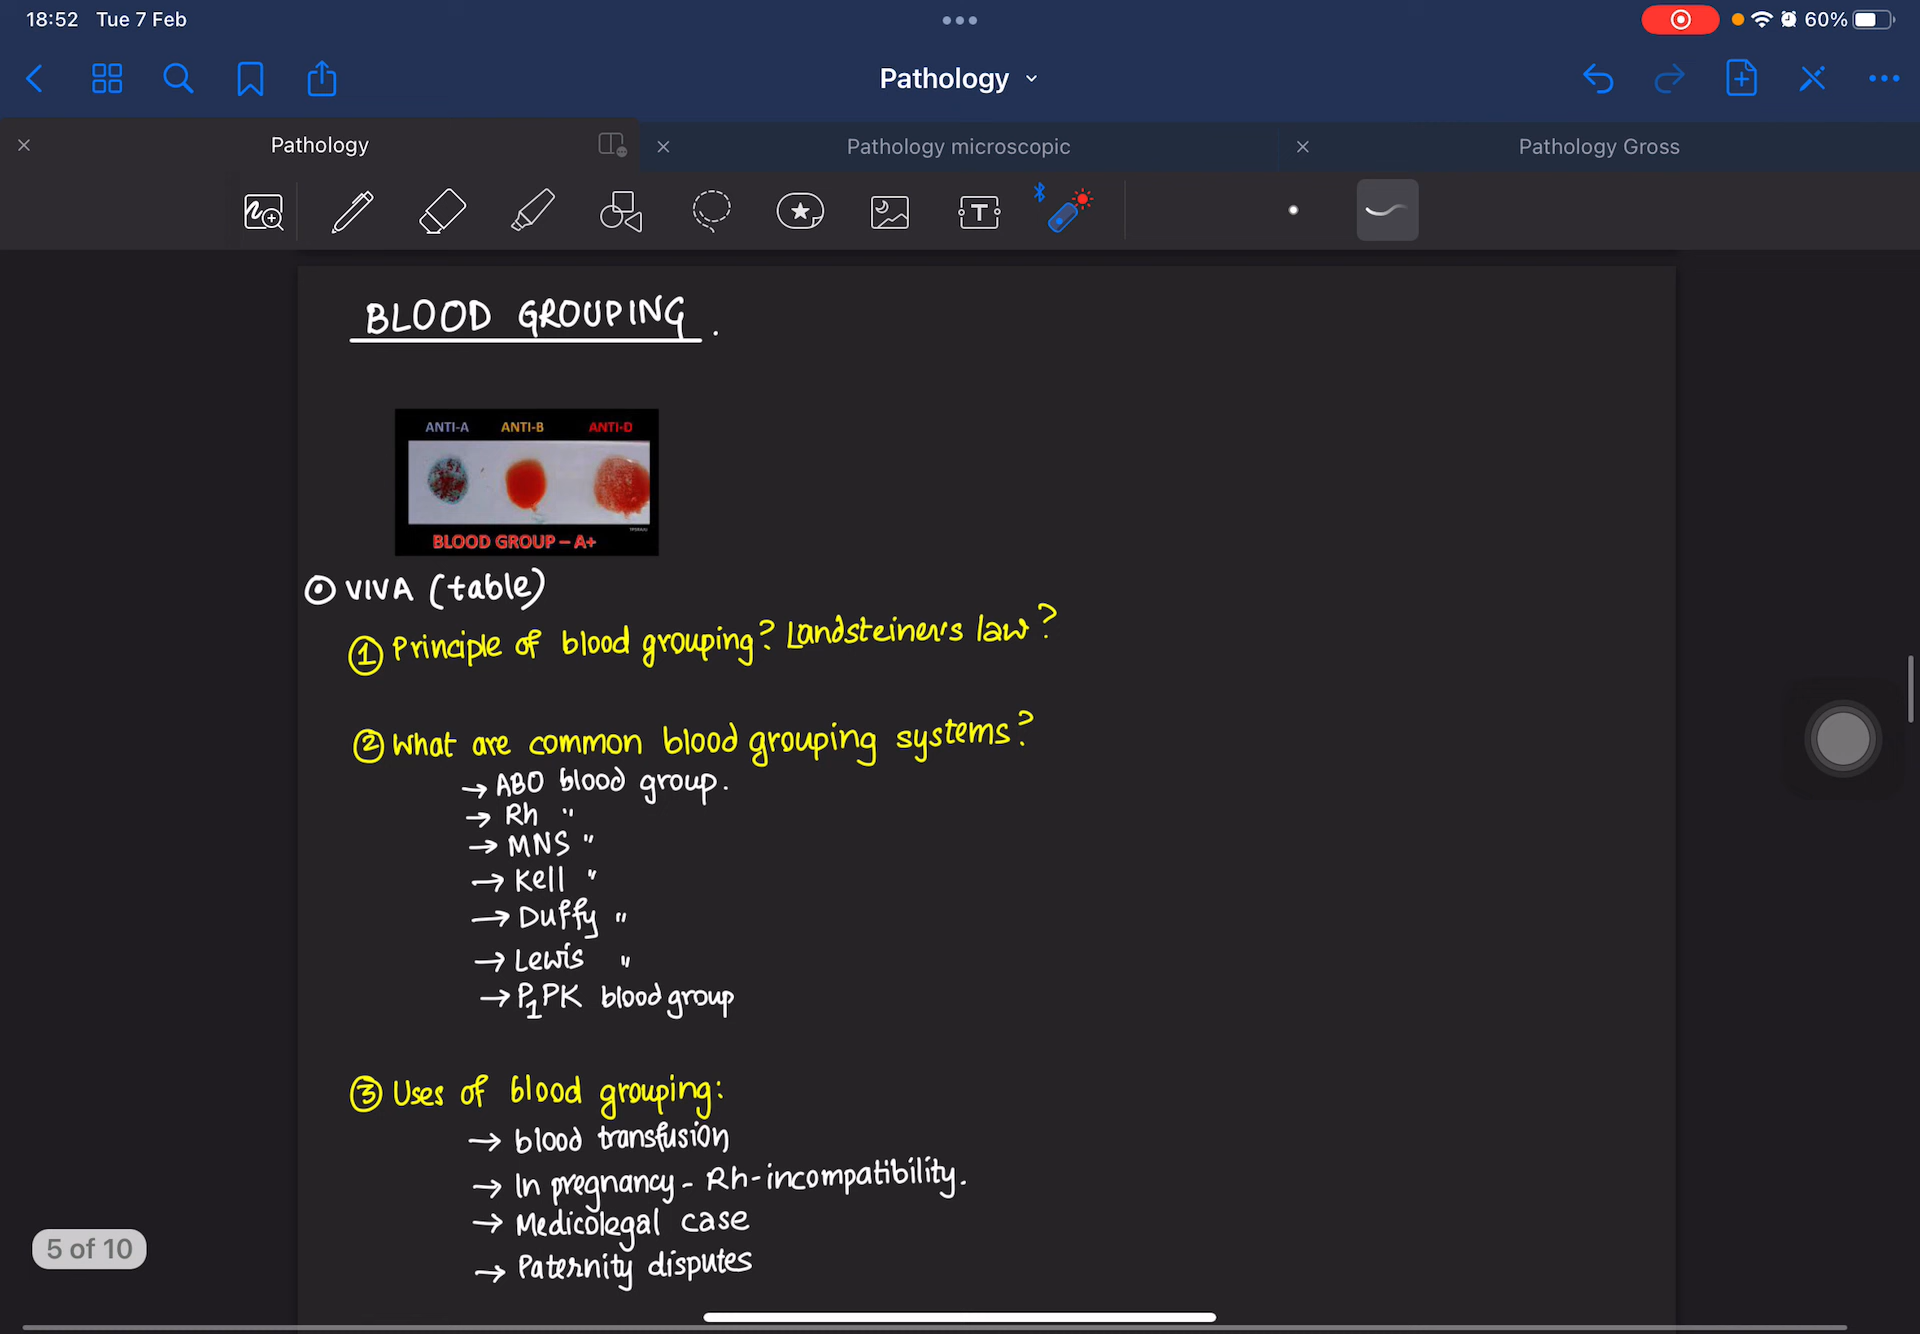 18:52 Tue 7 Feb
60%
Pathology
Pathology
Pathology microscopic
Pathology Gross
BLOOD GROUPING.
ANTI-A ANTI-B ANTI-D
BLOOD GROUP – A+
VIVA (table)
① Principle of blood grouping? Landsteiner's law?
② What are common blood grouping systems?
→ ABO blood group.
→ Rh "
→ MNS "
→ Kell "
→ Duffy "
→ Lewis "
→ P1PK blood group
③ Uses of blood grouping:
→ blood transfusion
→ In pregnancy - Rh-incompatibility.
→ Medicolegal case
→ Paternity disputes
5 of 10